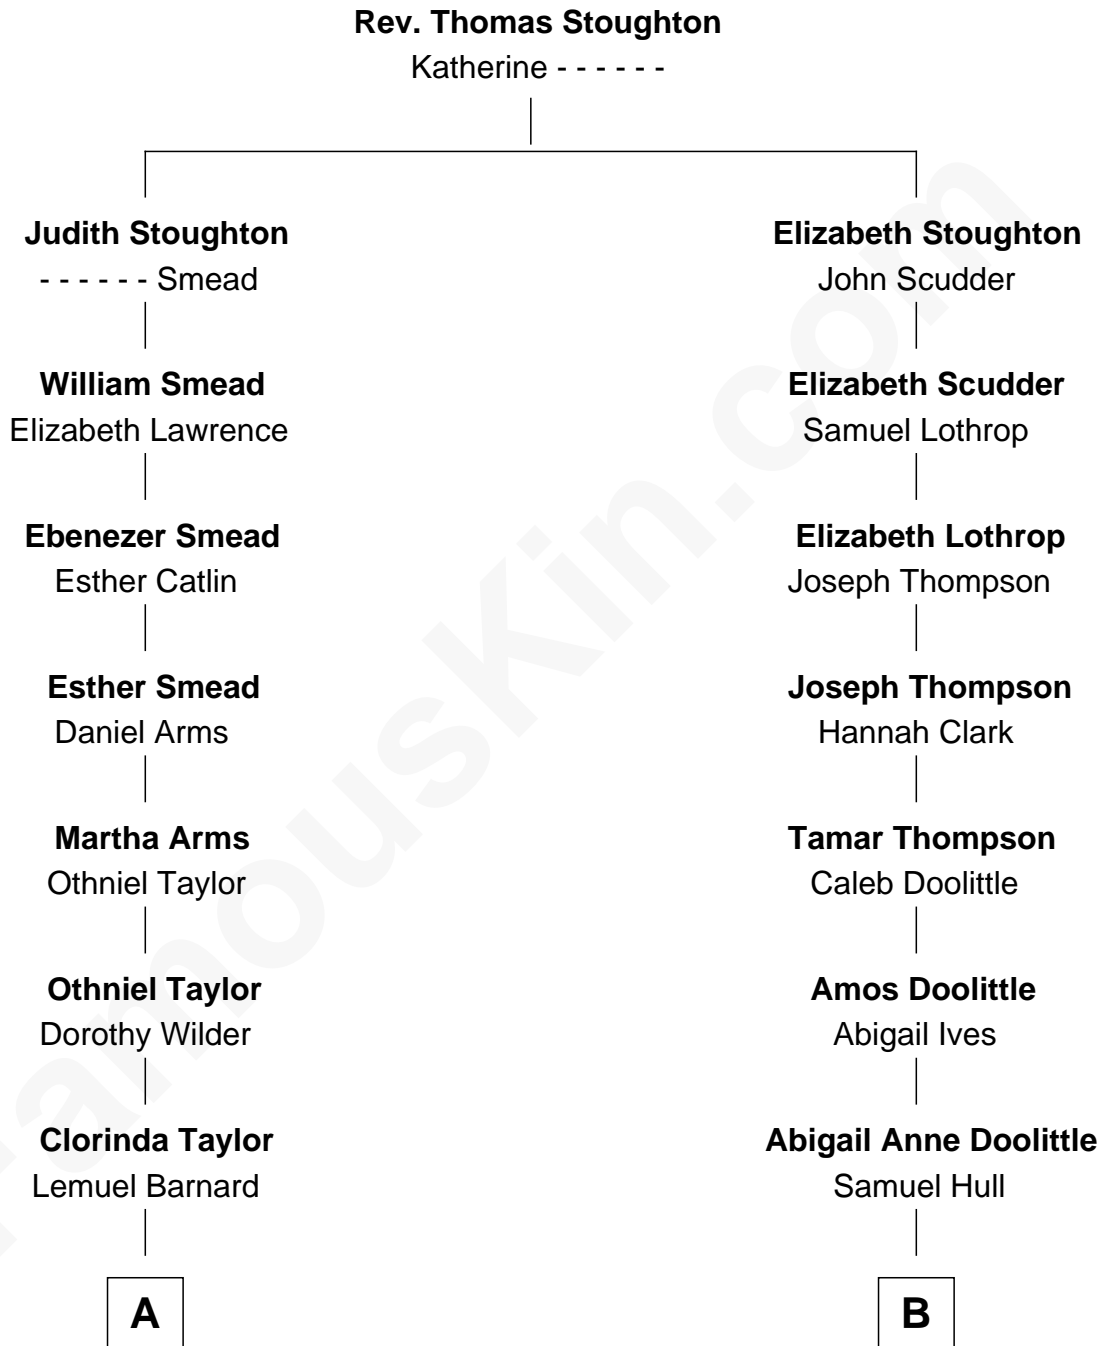 Rev. Thomas Stoughton
Katherine - - - - - -
Judith Stoughton
- - - - - - Smead
William Smead
Elizabeth Lawrence
Ebenezer Smead
Esther Catlin
Esther Smead
Daniel Arms
Martha Arms
Othniel Taylor
Othniel Taylor
Dorothy Wilder
Clorinda Taylor
Lemuel Barnard
A
Elizabeth Stoughton
John Scudder
Elizabeth Scudder
Samuel Lothrop
Elizabeth Lothrop
Joseph Thompson
Joseph Thompson
Hannah Clark
Tamar Thompson
Caleb Doolittle
Amos Doolittle
Abigail Ives
Abigail Anne Doolittle
Samuel Hull
B
FamousKin.com